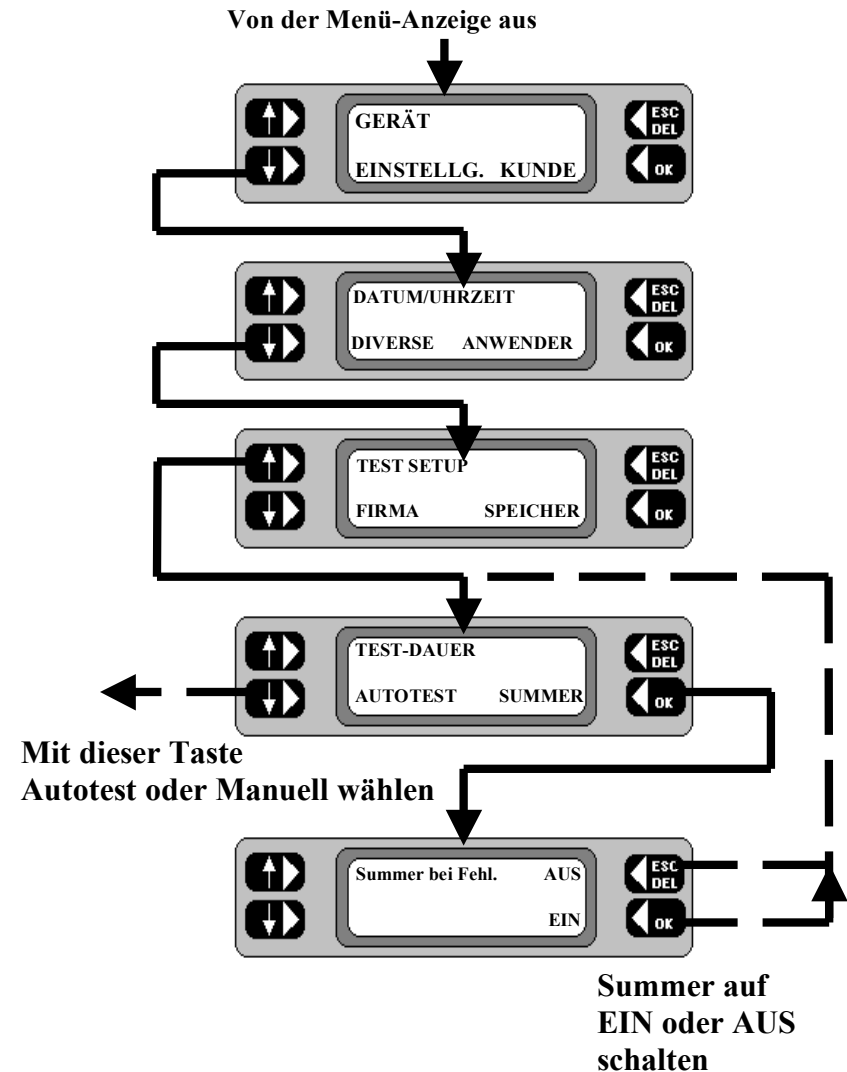 Von der Menü-Anzeige aus
GERÄT
ESC
DEL
EINSTELLG. KUNDE
OK
DATUM/UHRZEIT
ESC
DEL
DIVERSE ANWENDER
OK
TEST SETUP
ESC
DEL
FIRMA SPEICHER
OK
TEST-DAUER
ESC
DEL
AUTOTEST SUMMER
OK
Mit dieser Taste
Autotest oder Manuell wählen
Summer bei Fehl. AUS
ESC
DEL
EIN
OK
Summer auf
EIN oder AUS
schalten